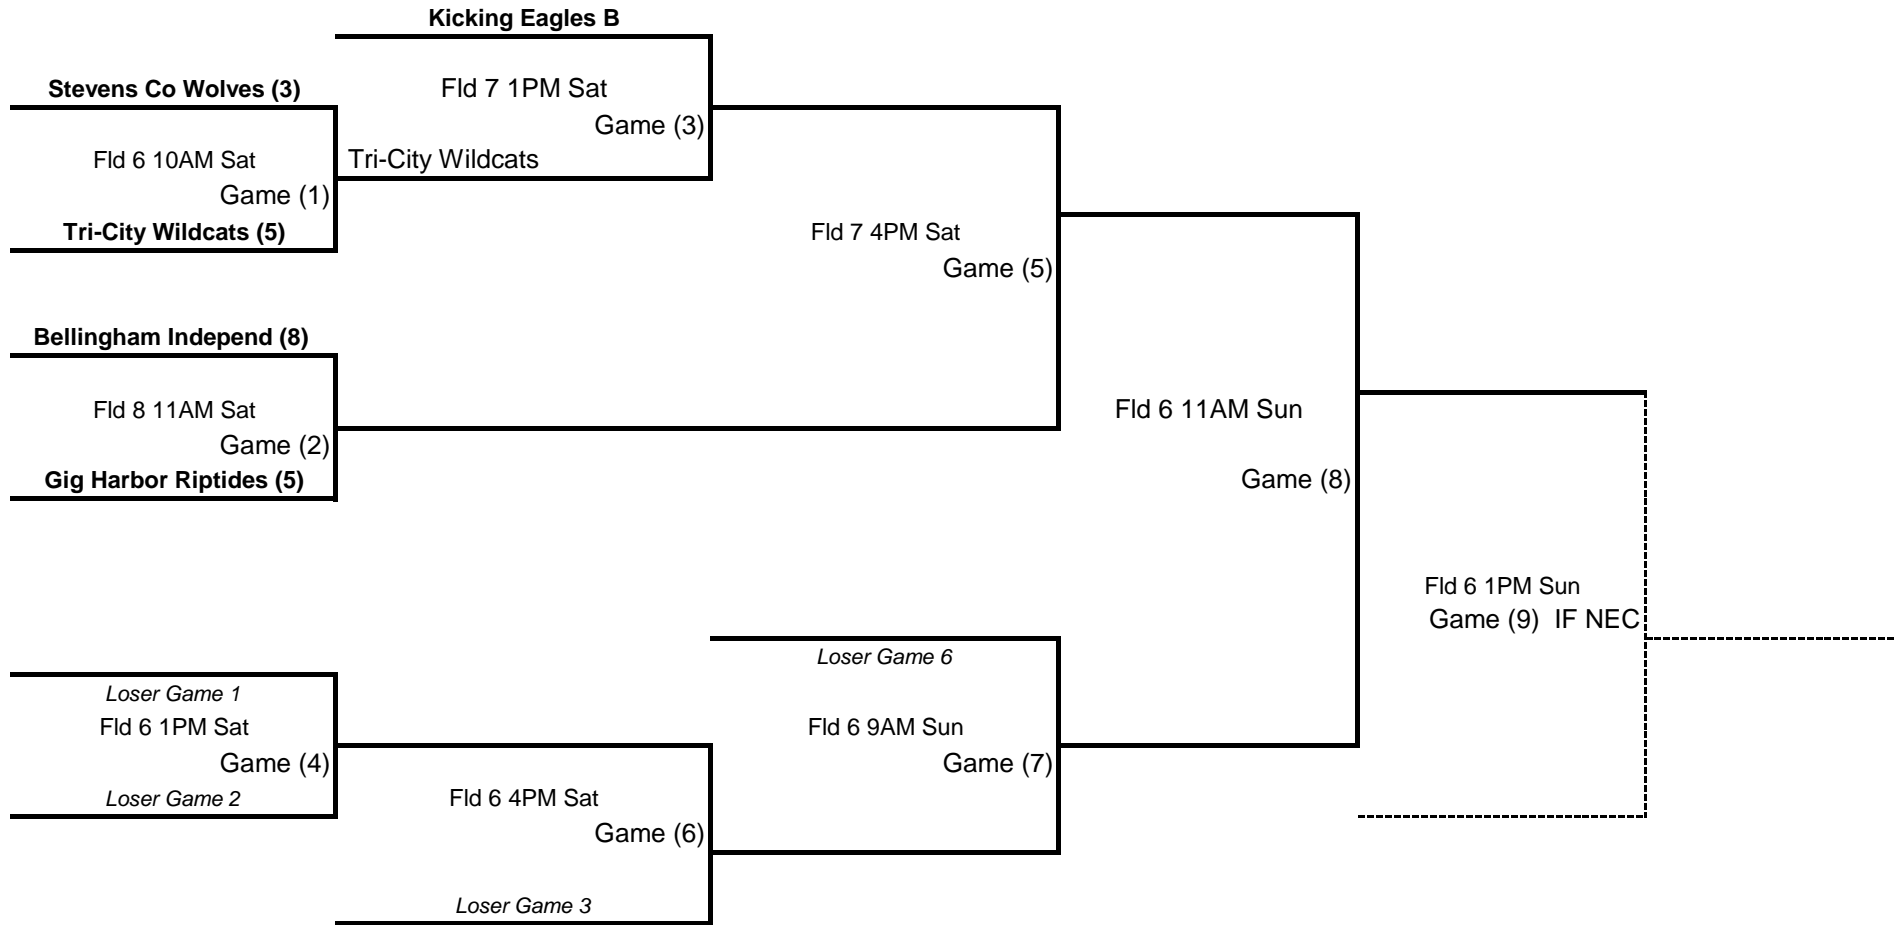 Kicking Eagles B
Stevens Co Wolves (3)
Fld 7 1PM Sat
Game (3)
Fld 6 10AM Sat
Tri-City Wildcats
Game (1)
Tri-City Wildcats (5)
Fld 7 4PM Sat
Game (5)
Bellingham Independ (8)
Fld 8 11AM Sat
Fld 6 11AM Sun
Game (2)
Gig Harbor Riptides (5)
Game (8)
Fld 6 1PM Sun
Game (9) IF NEC
Loser Game 6
Loser Game 1
Fld 6 1PM Sat
Fld 6 9AM Sun
Game (4)
Game (7)
Loser Game 2
Fld 6 4PM Sat
Game (6)
Loser Game 3